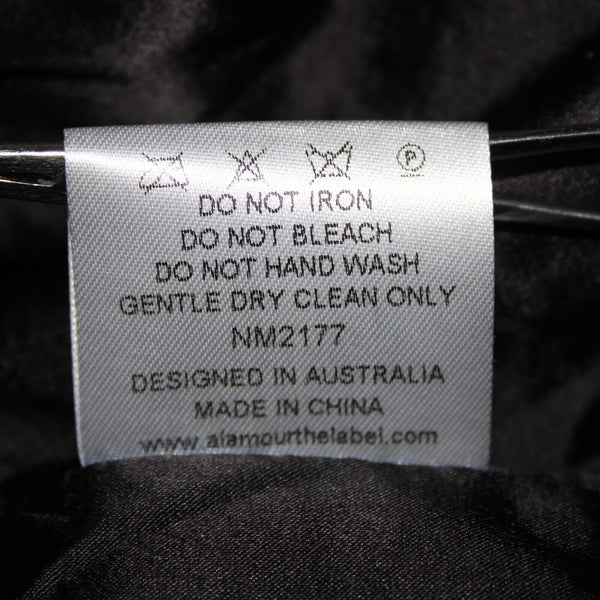 P
DO NOT IRON
DO NOT BLEACH
DO NOT HAND WASH
GENTLE DRY CLEAN ONLY
NM2177
DESIGNED IN AUSTRALIA
MADE IN CHINA
www.alamourthelabel.com